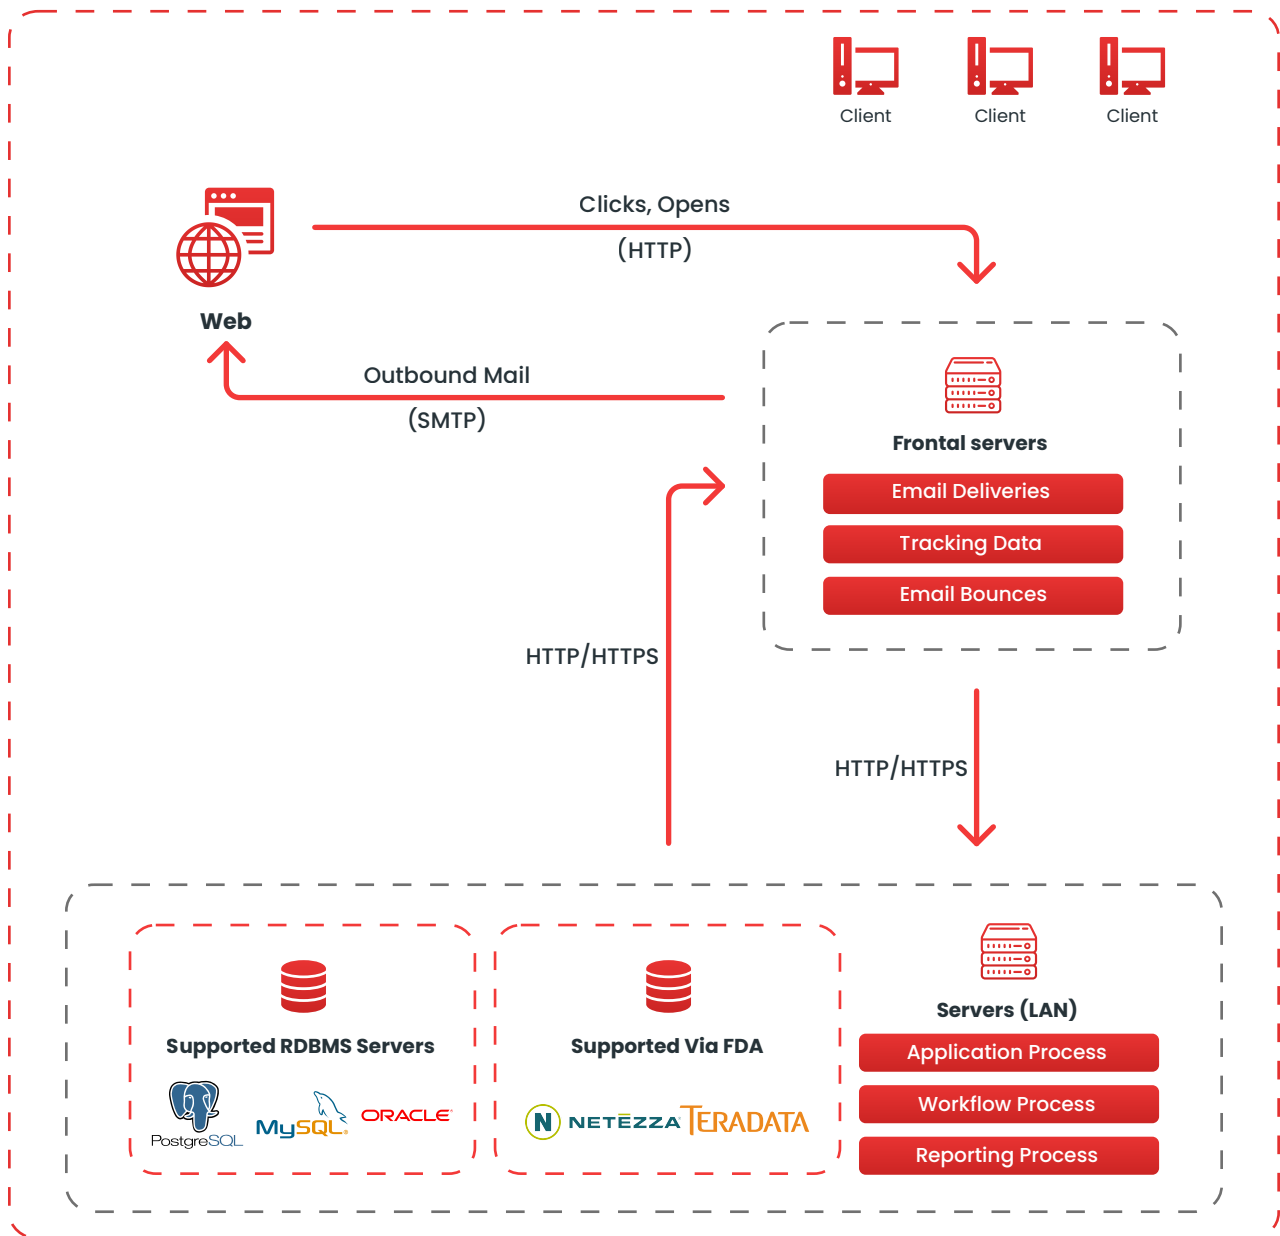 Client
Client
Client
Clicks, Opens
(HTTP)
Web
Outbound Mail
(SMTP)
Frontal servers
Email Deliveries
Tracking Data
Email Bounces
HTTP/HTTPS
HTTP/HTTPS
Supported RDBMS Servers
PostgreSQL
MySQL®
ORACLE
Supported Via FDA
N NETEZZA
TERADATA
Servers (LAN)
Application Process
Workflow Process
Reporting Process